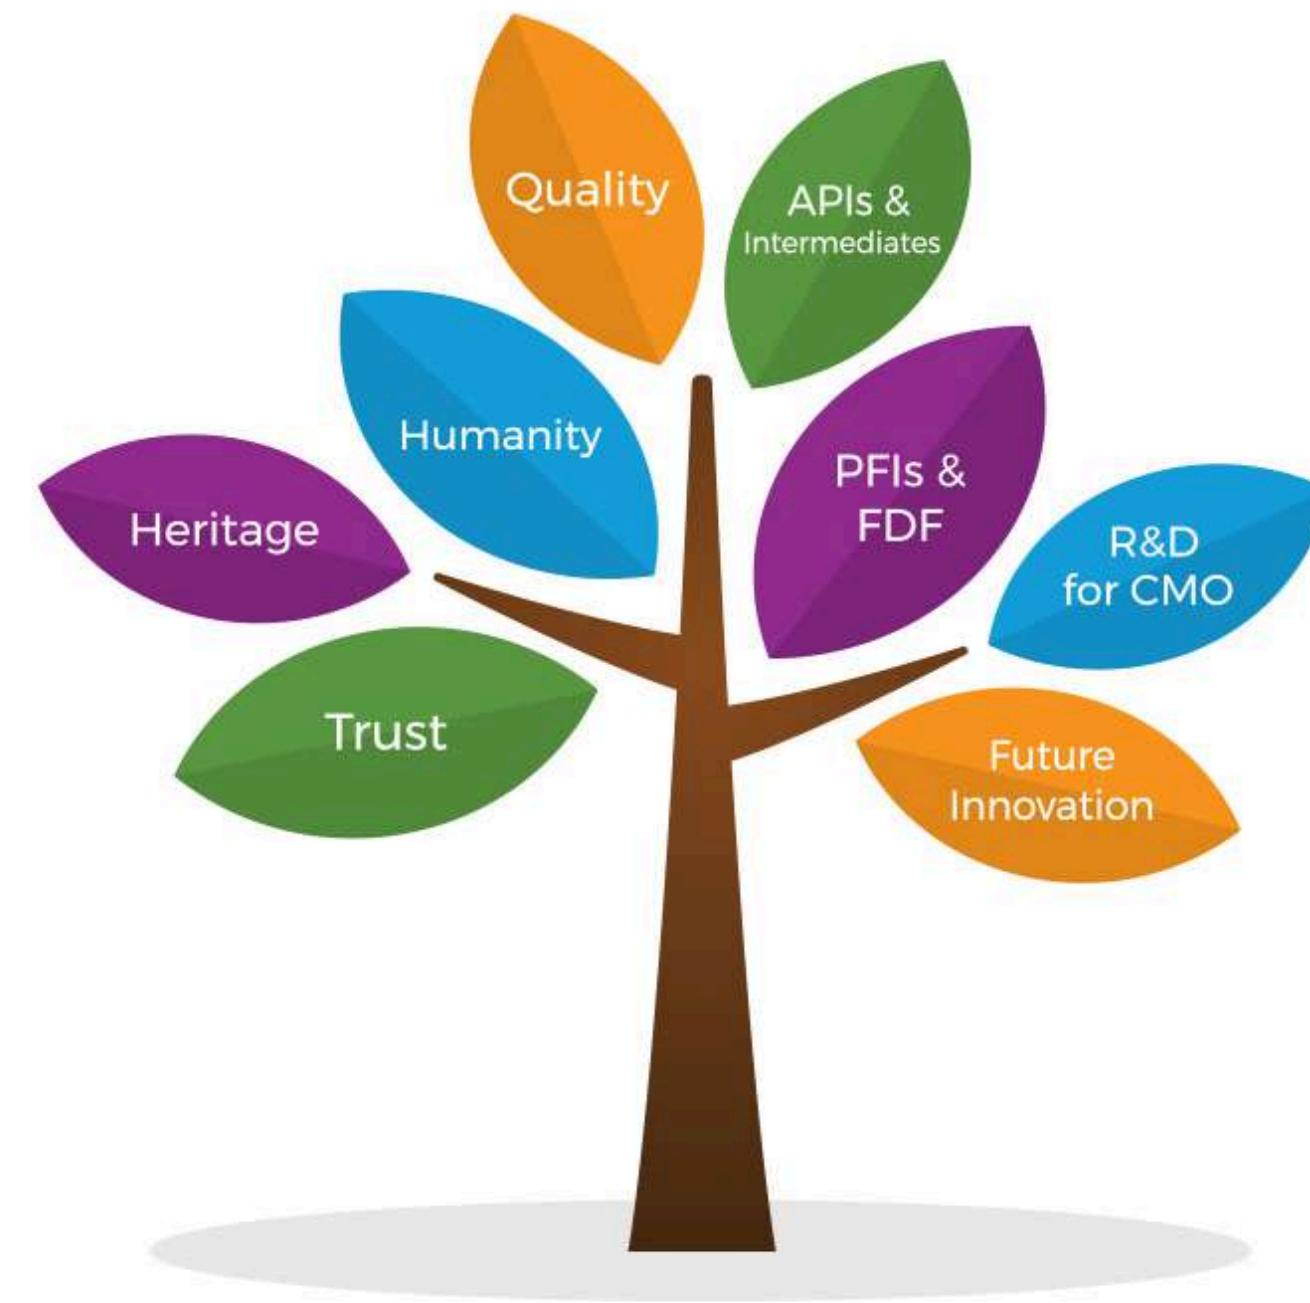 Quality
APIs &
Intermediates
Humanity
PFIs &
FDF
Heritage
R&D
for CMO
Trust
Future
Innovation